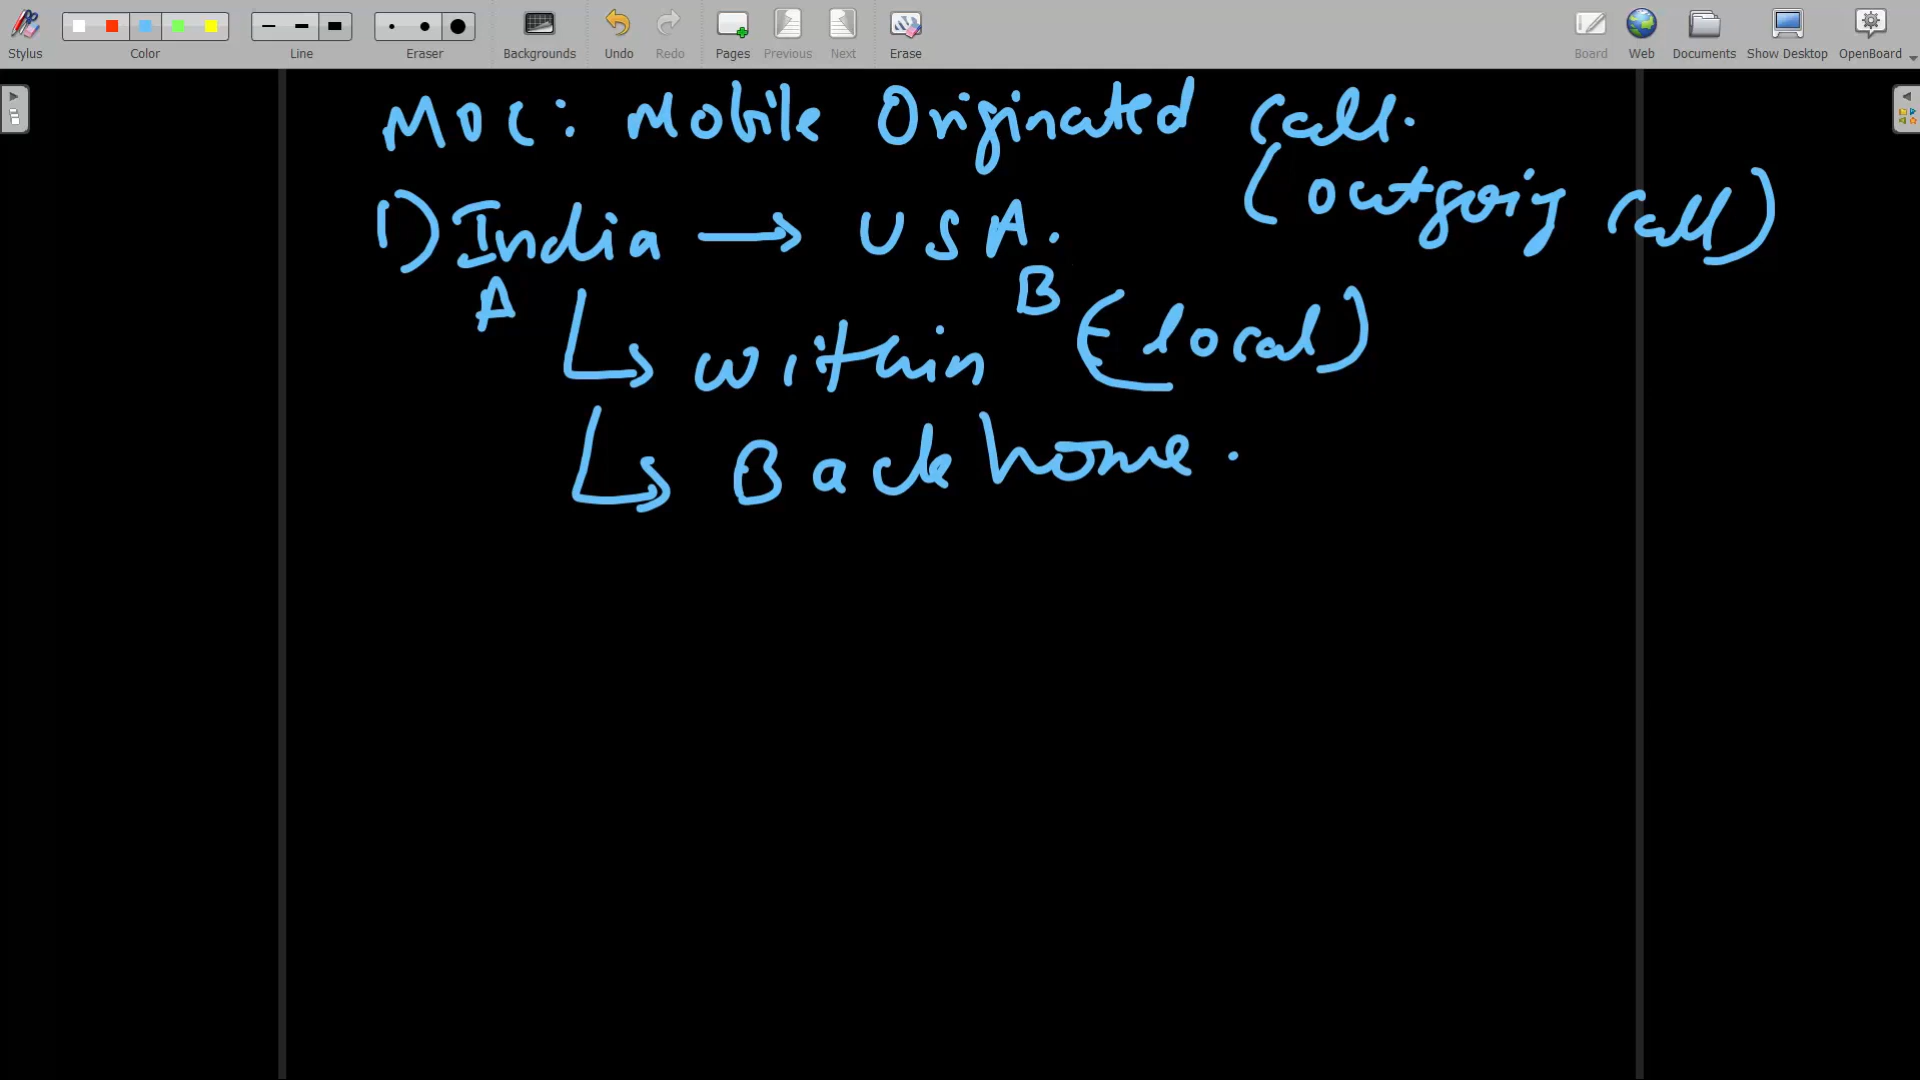 Stylus Color Line Eraser Backgrounds Undo Redo Pages Previous Next Erase Board Web Documents Show Desktop OpenBoard
MOC: Mobile Originated Call.
(outgoing call)
1) India → USA.
A B
↳ within (local)
↳ Back home.